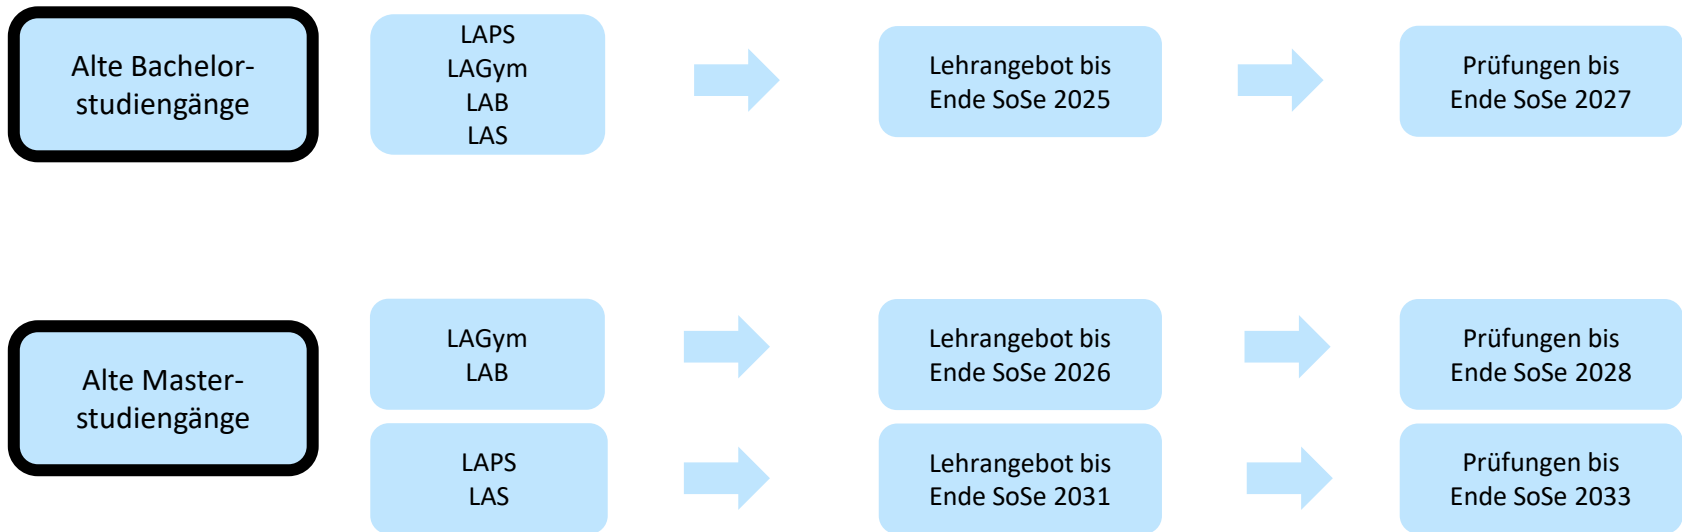 Alte Bachelor-
studiengänge
LAPS
LAGym
LAB
LAS
Lehrangebot bis
Ende SoSe 2025
Prüfungen bis
Ende SoSe 2027
Alte Master-
studiengänge
LAGym
LAB
Lehrangebot bis
Ende SoSe 2026
Prüfungen bis
Ende SoSe 2028
LAPS
LAS
Lehrangebot bis
Ende SoSe 2031
Prüfungen bis
Ende SoSe 2033